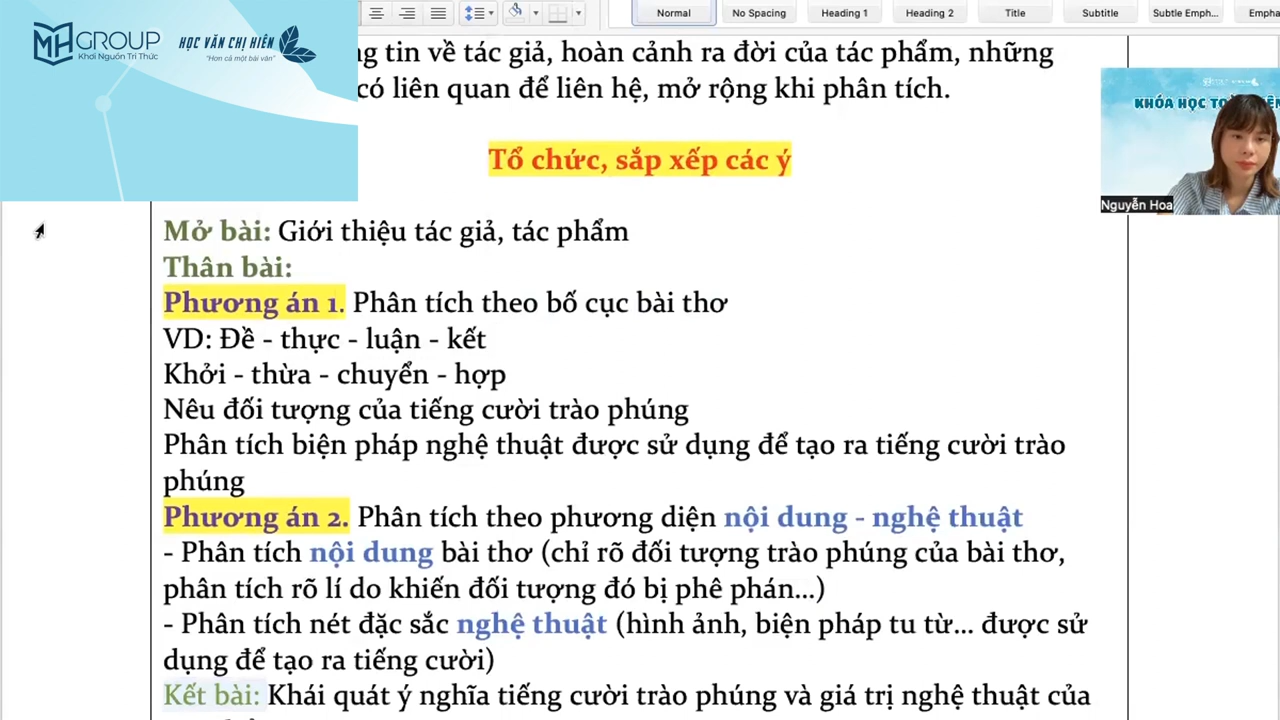 Normal
No Spacing
Heading 1
Heading 2
Title
Subtitle
Subtle Emph...
MH GROUP
Khơi Nguồn Tri Thức
HỌC VĂN CHỊ HIÊN
"Hơn cả một bài văn"
tin về tác giả, hoàn cảnh ra đời của tác phẩm, những
có liên quan để liên hệ, mở rộng khi phân tích.
KHÓA HỌC
Nguyễn Hoa
Tổ chức, sắp xếp các ý
Mở bài: Giới thiệu tác giả, tác phẩm
Thân bài:
Phương án 1. Phân tích theo bố cục bài thơ
VD: Đề - thực - luận - kết
Khởi - thừa - chuyển - hợp
Nêu đối tượng của tiếng cười trào phúng
Phân tích biện pháp nghệ thuật được sử dụng để tạo ra tiếng cười trào
phúng
Phương án 2. Phân tích theo phương diện nội dung - nghệ thuật
- Phân tích nội dung bài thơ (chỉ rõ đối tượng trào phúng của bài thơ,
phân tích rõ lí do khiến đối tượng đó bị phê phán...)
- Phân tích nét đặc sắc nghệ thuật (hình ảnh, biện pháp tu từ... được sử
dụng để tạo ra tiếng cười)
Kết bài: Khái quát ý nghĩa tiếng cười trào phúng và giá trị nghệ thuật của